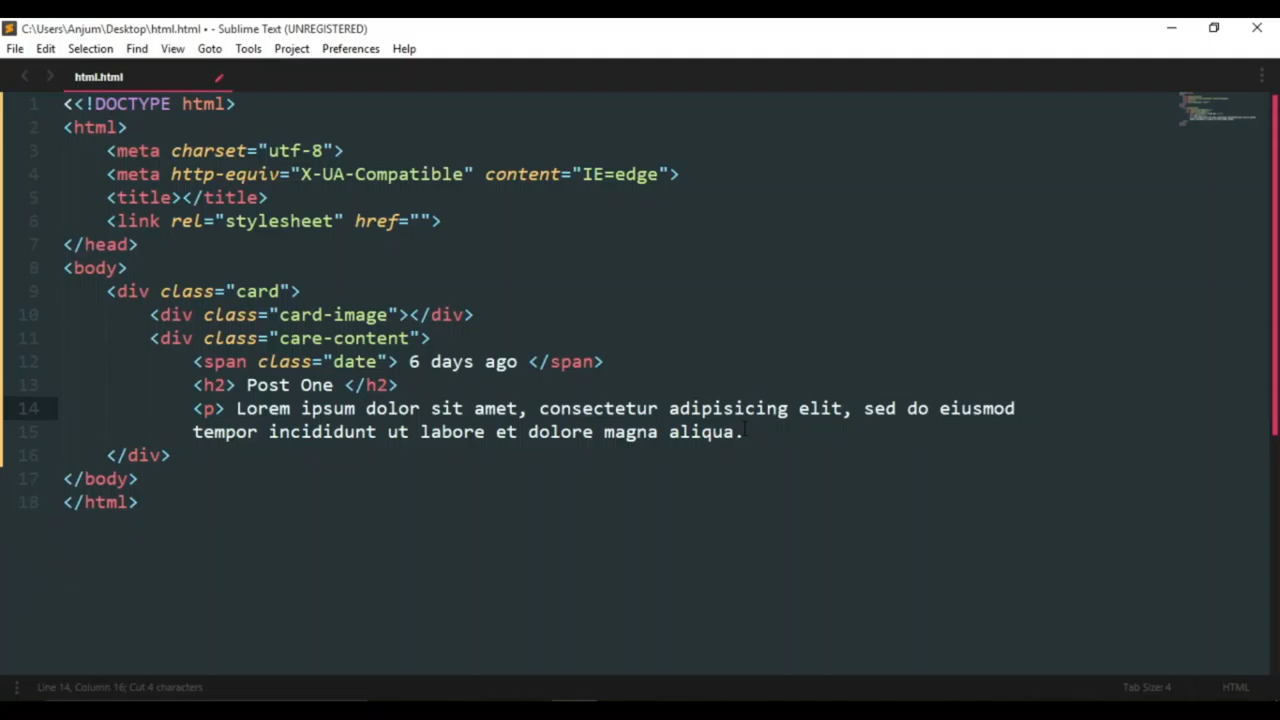 C:\Users\Anjum\Desktop\html.html • - Sublime Text (UNREGISTERED)
File Edit Selection Find View Goto Tools Project Preferences Help
html.html
1 <<!DOCTYPE html>
2 <html>
3 <meta charset="utf-8">
4 <meta http-equiv="X-UA-Compatible" content="IE=edge">
5 <title></title>
6 <link rel="stylesheet" href="">
7 </head>
8 <body>
9 <div class="card">
10 <div class="card-image"></div>
11 <div class="care-content">
12 <span class="date"> 6 days ago </span>
13 <h2> Post One </h2>
14 <p> Lorem ipsum dolor sit amet, consectetur adipisicing elit, sed do eiusmod
15 tempor incididunt ut labore et dolore magna aliqua.
16 </div>
17 </body>
18 </html>
Line 14, Column 16; Cut 4 characters Tab Size: 4 HTML